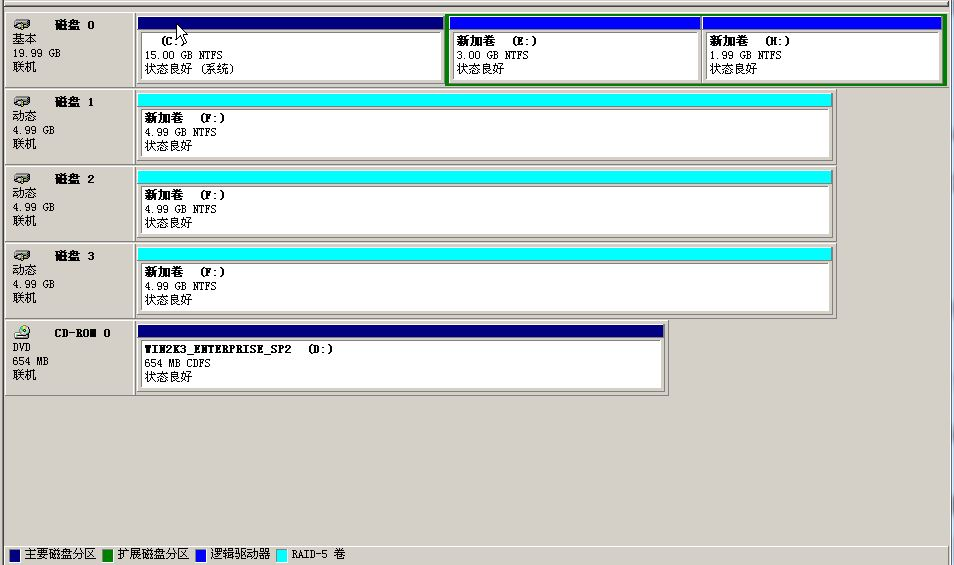 磁盘 0
基本
19.99 GB
联机
(C:)
15.00 GB NTFS
状态良好 (系统)
新加卷 (E:)
3.00 GB NTFS
状态良好
新加卷 (H:)
1.99 GB NTFS
状态良好
磁盘 1
动态
4.99 GB
联机
新加卷 (F:)
4.99 GB NTFS
状态良好
磁盘 2
动态
4.99 GB
联机
新加卷 (F:)
4.99 GB NTFS
状态良好
磁盘 3
动态
4.99 GB
联机
新加卷 (F:)
4.99 GB NTFS
状态良好
CD-ROM 0
DVD
654 MB
联机
WIN2K3_ENTERPRISE_SP2 (D:)
654 MB CDFS
状态良好
主要磁盘分区 扩展磁盘分区 逻辑驱动器 RAID-5 卷